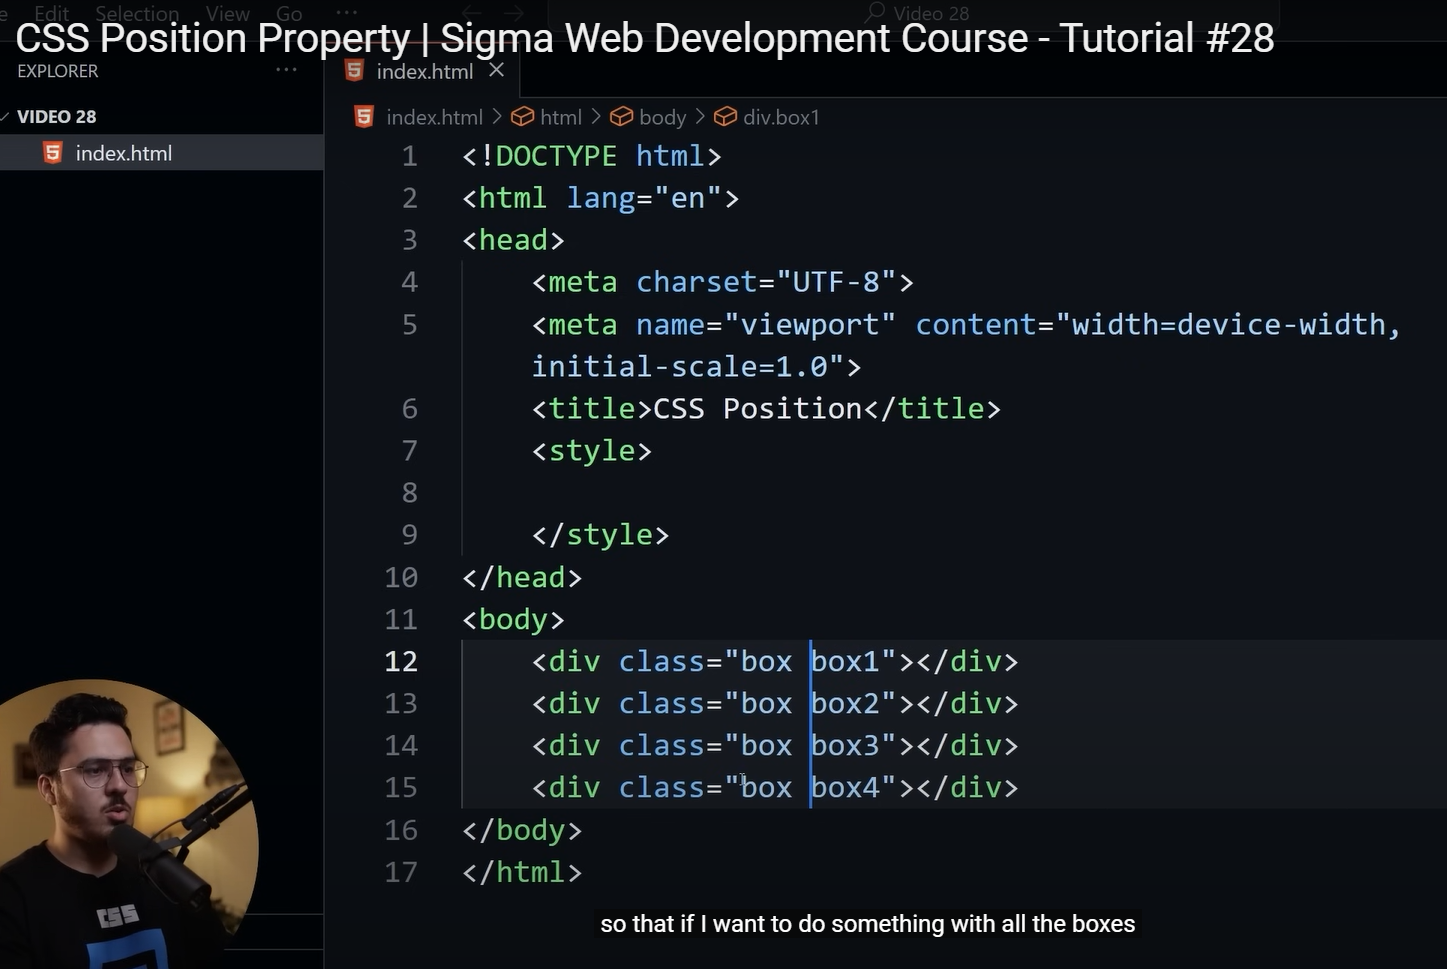 Edit Selection View Go ··· Video 28
CSS Position Property | Sigma Web Development Course - Tutorial #28
EXPLORER ···
index.html
VIDEO 28
index.html
index.html > html > body > div.box1
1 <!DOCTYPE html>
2 <html lang="en">
3 <head>
4 <meta charset="UTF-8">
5 <meta name="viewport" content="width=device-width,
initial-scale=1.0">
6 <title>CSS Position</title>
7 <style>
8
9 </style>
10 </head>
11 <body>
12 <div class="box box1"></div>
13 <div class="box box2"></div>
14 <div class="box box3"></div>
15 <div class="box box4"></div>
16 </body>
17 </html>
CSS
so that if I want to do something with all the boxes